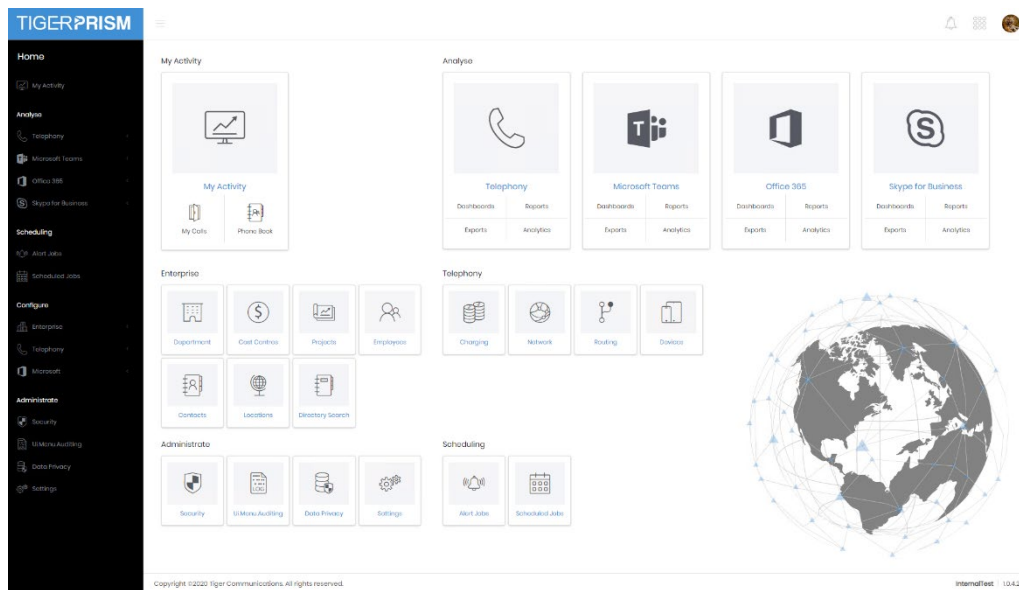 TIGERPRISM
Home
My Activity
Analyse
Telephony
Microsoft Teams
Office 365
Skype for Business
Scheduling
Alert Jobs
Scheduled Jobs
Configure
Enterprise
Telephony
Microsoft
Administrate
Security
UI Menu Auditing
Data Privacy
Settings
My Activity
My Activity
My Calls Phone Book
Analyse
Telephony
Dashboards Reports
Exports Analytics
Microsoft Teams
Dashboards Reports
Exports Analytics
Office 365
Dashboards Reports
Exports Analytics
Skype for Business
Dashboards Reports
Exports Analytics
Enterprise
Department Cost Centres Projects Employees
Contacts Locations Directory Search
Telephony
Charging Network Routing Devices
Administrate
LOG
Security UI Menu Auditing Data Privacy Settings
Scheduling
Alert Jobs Scheduled Jobs
Copyright ©2020 Tiger Communications. All rights reserved.
InternalTest 1.0.4.2